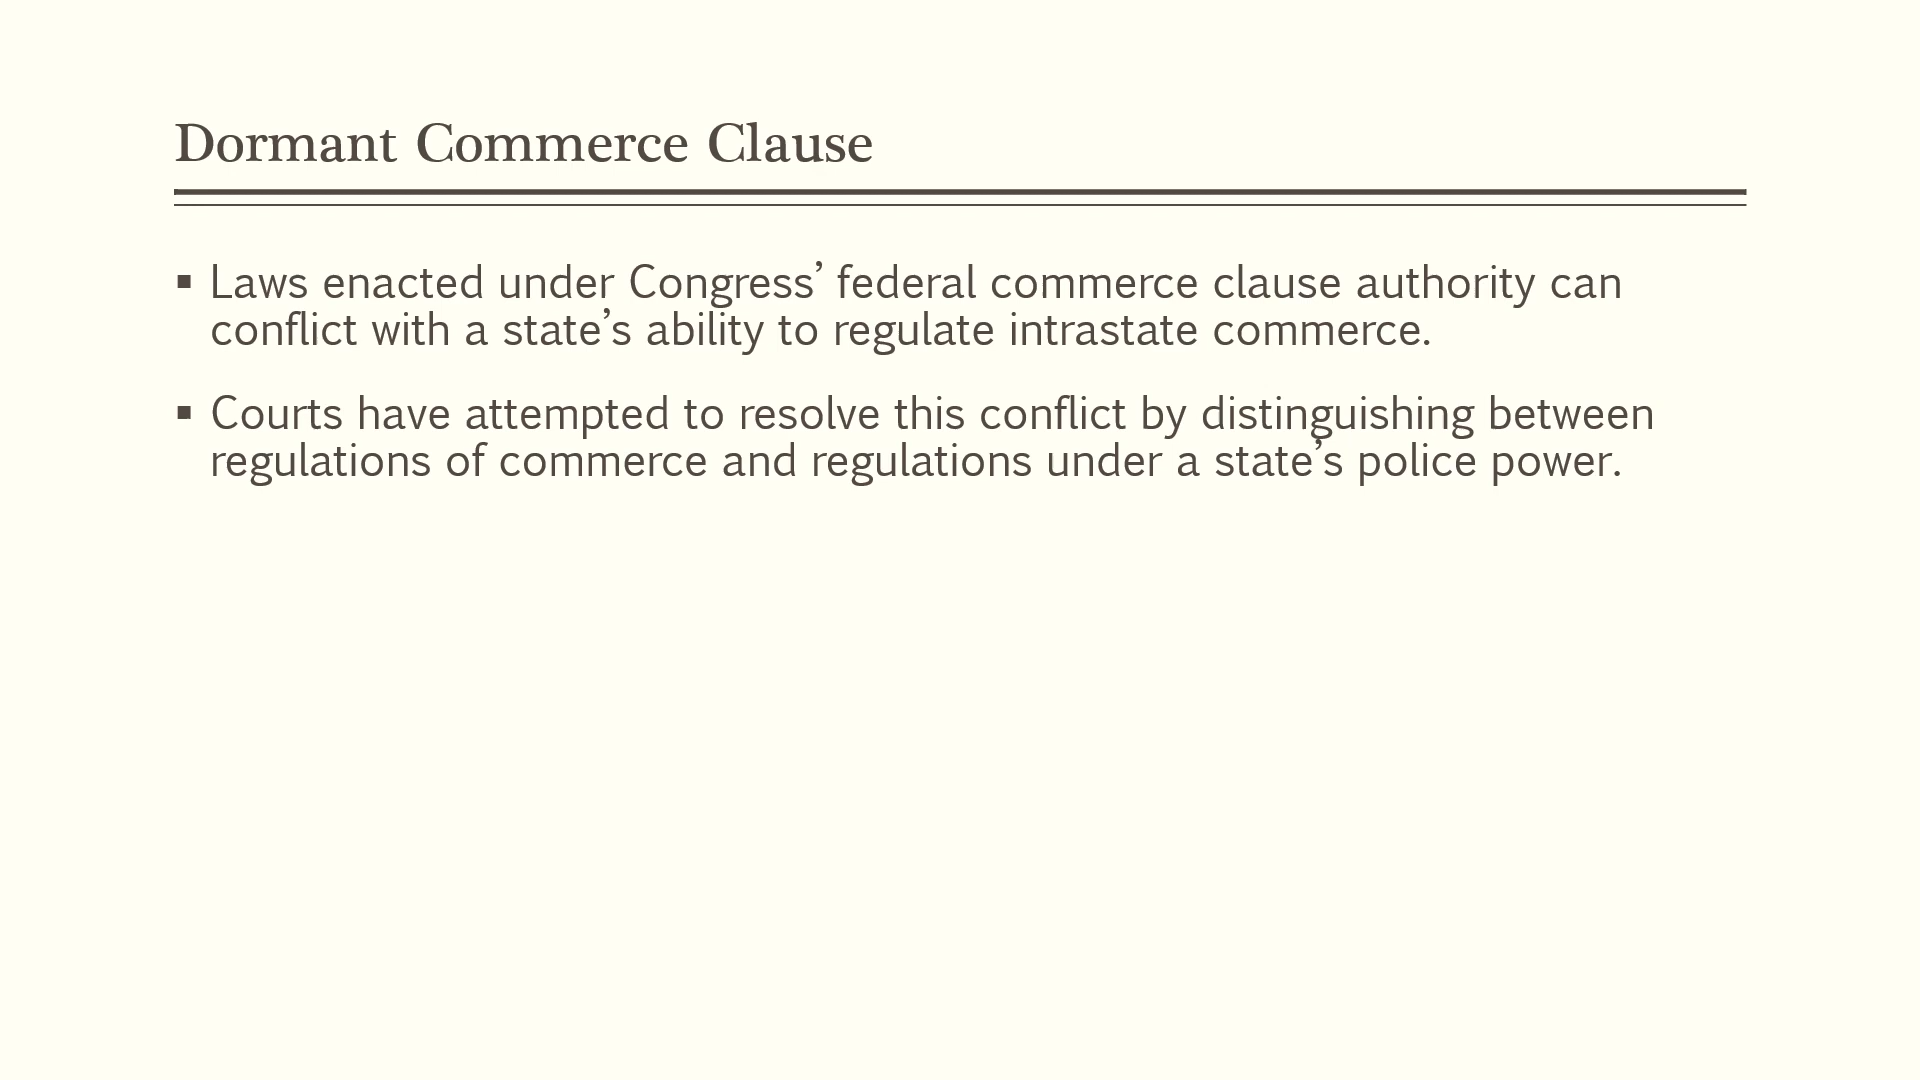 Dormant Commerce Clause
▪ Laws enacted under Congress’ federal commerce clause authority can
conflict with a state’s ability to regulate intrastate commerce.
▪ Courts have attempted to resolve this conflict by distinguishing between
regulations of commerce and regulations under a state’s police power.